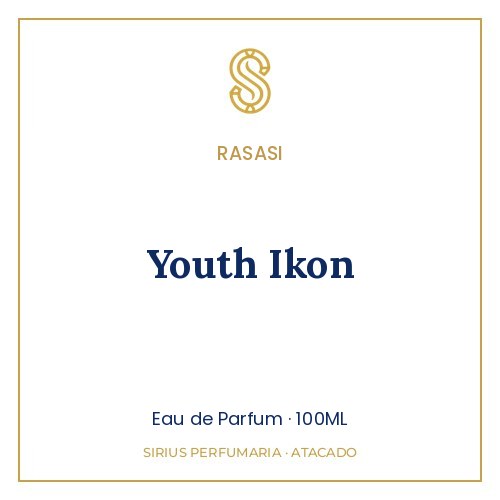 RASASI
Youth Ikon
Eau de Parfum · 100ML
SIRIUS PERFUMARIA · ATACADO